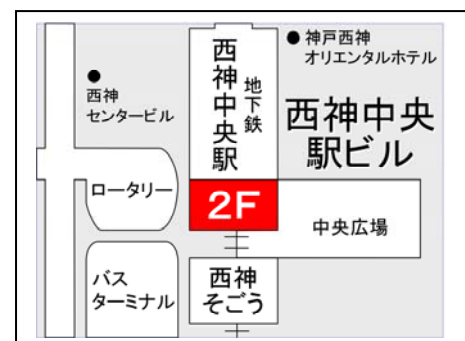 神戸西神
オリエンタルホテル
西神中央駅
地下鉄
西神
センタービル
西神中央
駅ビル
ロータリー
2F
中央広場
バス
ターミナル
西神
そごう